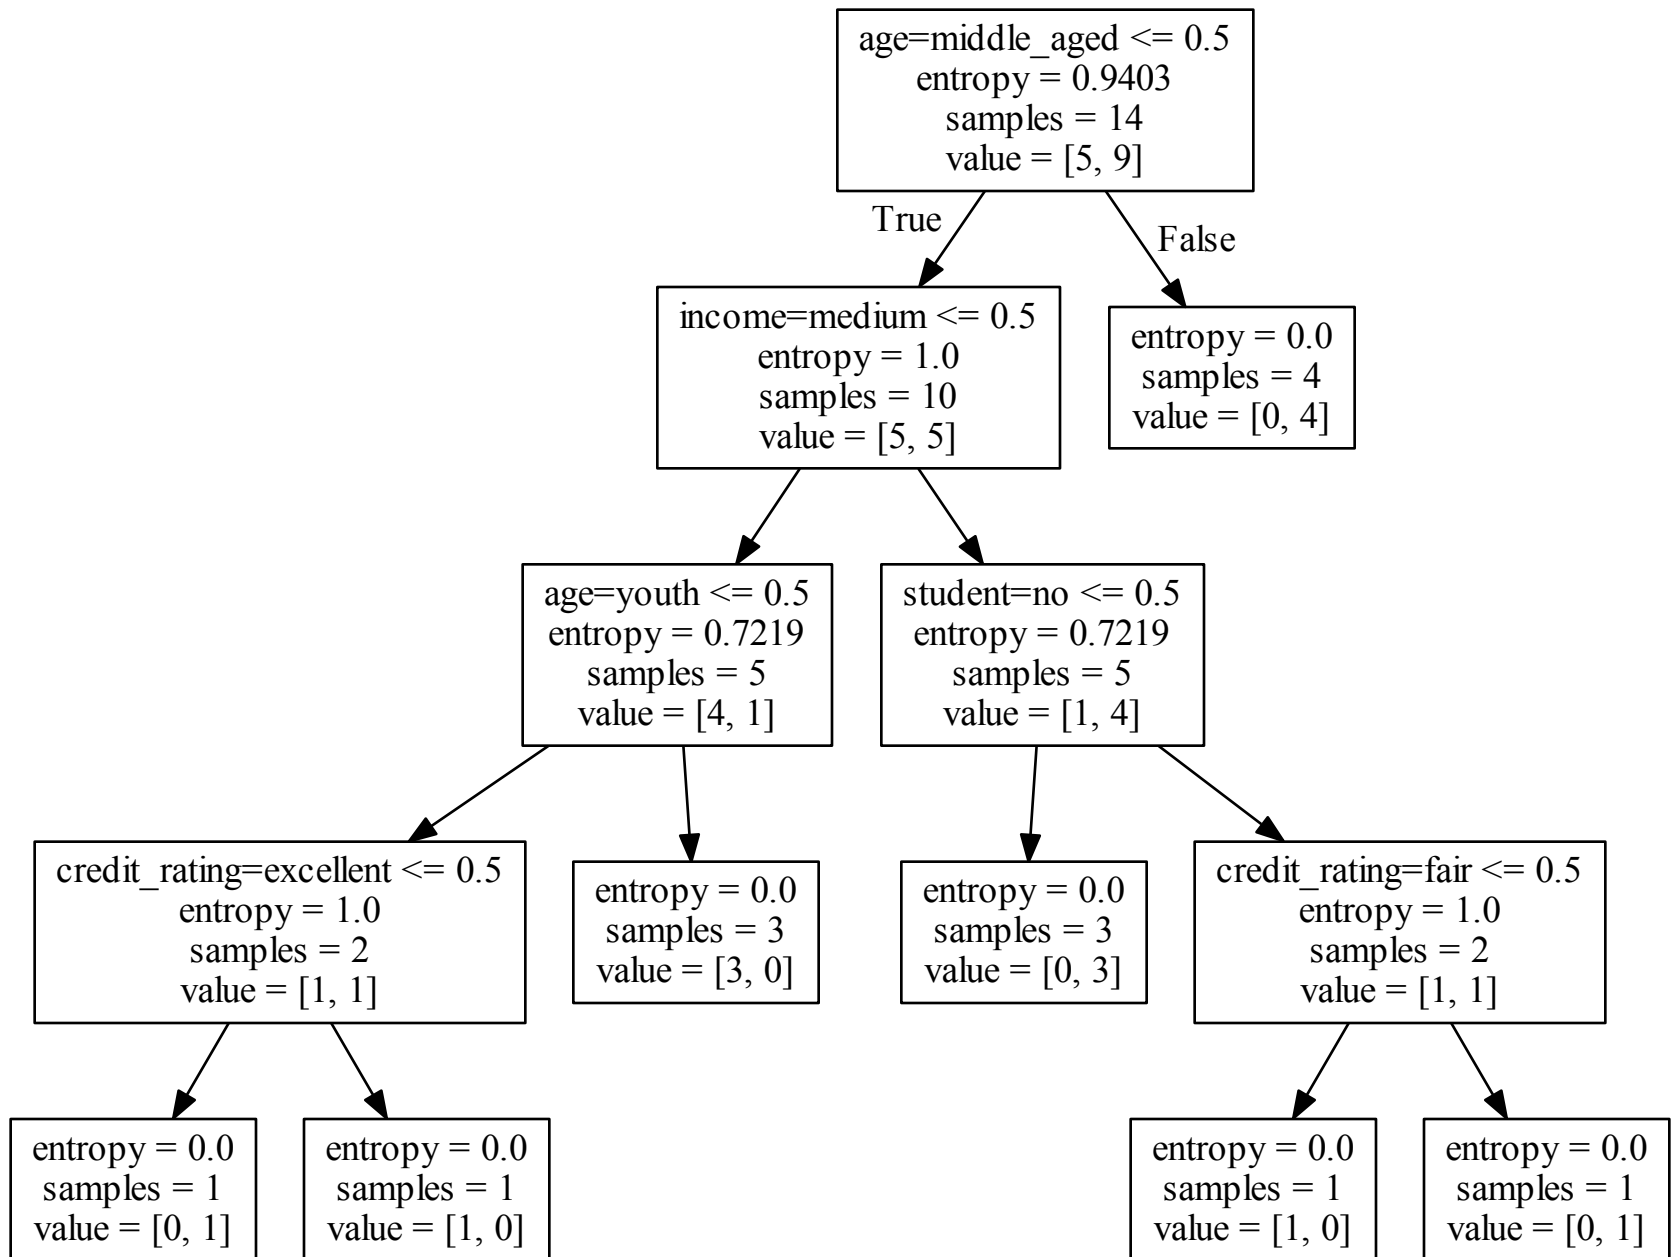 age=middle_aged <= 0.5
entropy = 0.9403
samples = 14
value = [5, 9]
True
False
income=medium <= 0.5
entropy = 1.0
samples = 10
value = [5, 5]
entropy = 0.0
samples = 4
value = [0, 4]
age=youth <= 0.5
entropy = 0.7219
samples = 5
value = [4, 1]
student=no <= 0.5
entropy = 0.7219
samples = 5
value = [1, 4]
credit_rating=excellent <= 0.5
entropy = 1.0
samples = 2
value = [1, 1]
entropy = 0.0
samples = 3
value = [3, 0]
entropy = 0.0
samples = 3
value = [0, 3]
credit_rating=fair <= 0.5
entropy = 1.0
samples = 2
value = [1, 1]
entropy = 0.0
samples = 1
value = [0, 1]
entropy = 0.0
samples = 1
value = [1, 0]
entropy = 0.0
samples = 1
value = [1, 0]
entropy = 0.0
samples = 1
value = [0, 1]